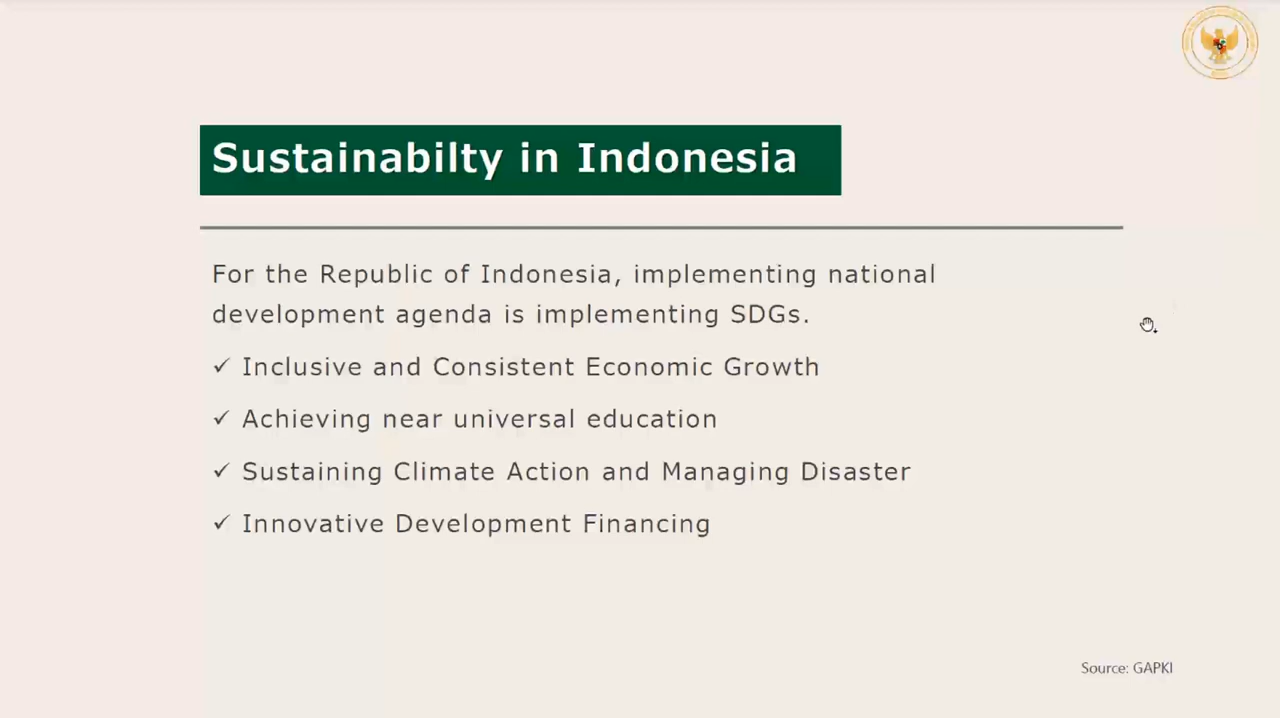 Sustainabilty in Indonesia
For the Republic of Indonesia, implementing national
development agenda is implementing SDGs.
✓ Inclusive and Consistent Economic Growth
✓ Achieving near universal education
✓ Sustaining Climate Action and Managing Disaster
✓ Innovative Development Financing
Source: GAPKI